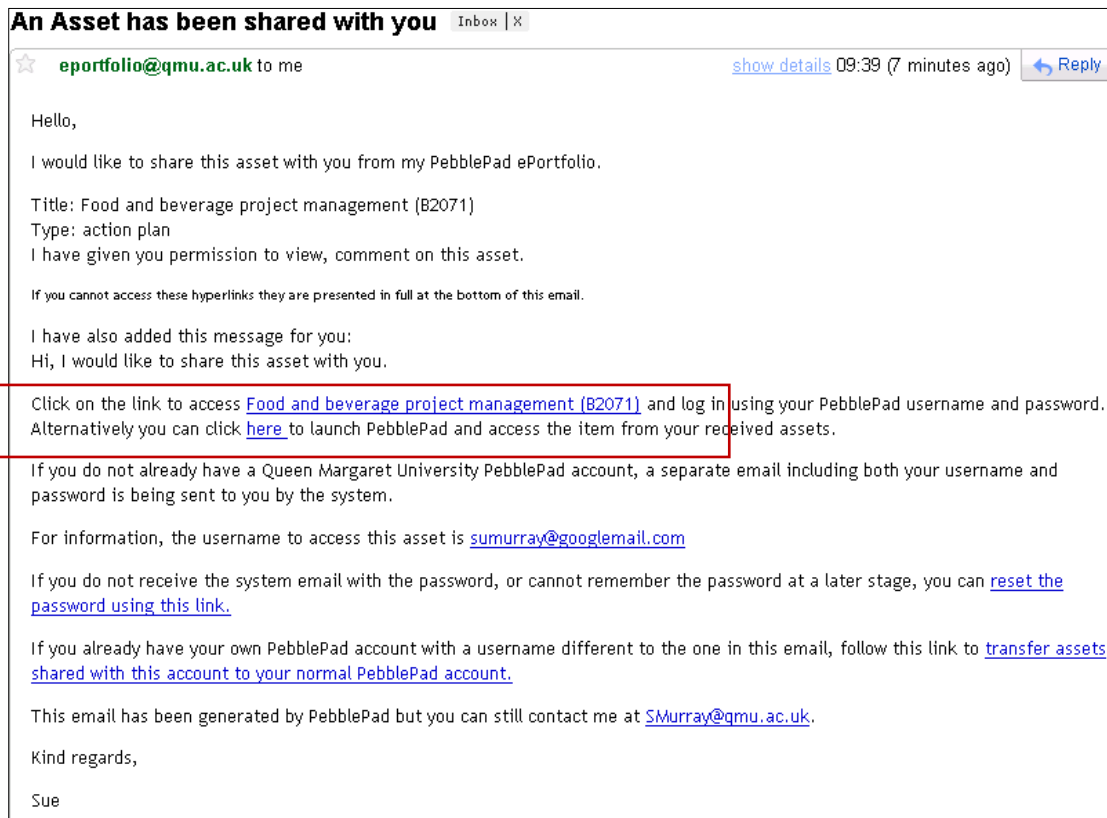 An Asset has been shared with you Inbox | X
eportfolio@qmu.ac.uk to me show details 09:39 (7 minutes ago) Reply
Hello,
I would like to share this asset with you from my PebblePad ePortfolio.
Title: Food and beverage project management (B2071)
Type: action plan
I have given you permission to view, comment on this asset.
If you cannot access these hyperlinks they are presented in full at the bottom of this email.
I have also added this message for you:
Hi, I would like to share this asset with you.
Click on the link to access Food and beverage project management (B2071) and log in using your PebblePad username and password.
Alternatively you can click here to launch PebblePad and access the item from your received assets.
If you do not already have a Queen Margaret University PebblePad account, a separate email including both your username and
password is being sent to you by the system.
For information, the username to access this asset is sumurray@googlemail.com
If you do not receive the system email with the password, or cannot remember the password at a later stage, you can reset the
password using this link.
If you already have your own PebblePad account with a username different to the one in this email, follow this link to transfer assets
shared with this account to your normal PebblePad account.
This email has been generated by PebblePad but you can still contact me at SMurray@qmu.ac.uk.
Kind regards,
Sue